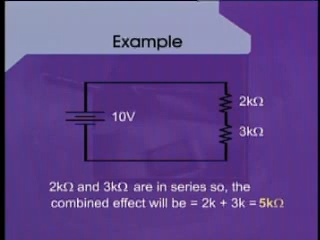 Example
10V
2kΩ
3kΩ
2kΩ and 3kΩ are in series so, the
combined effect will be = 2k + 3k = 5kΩ